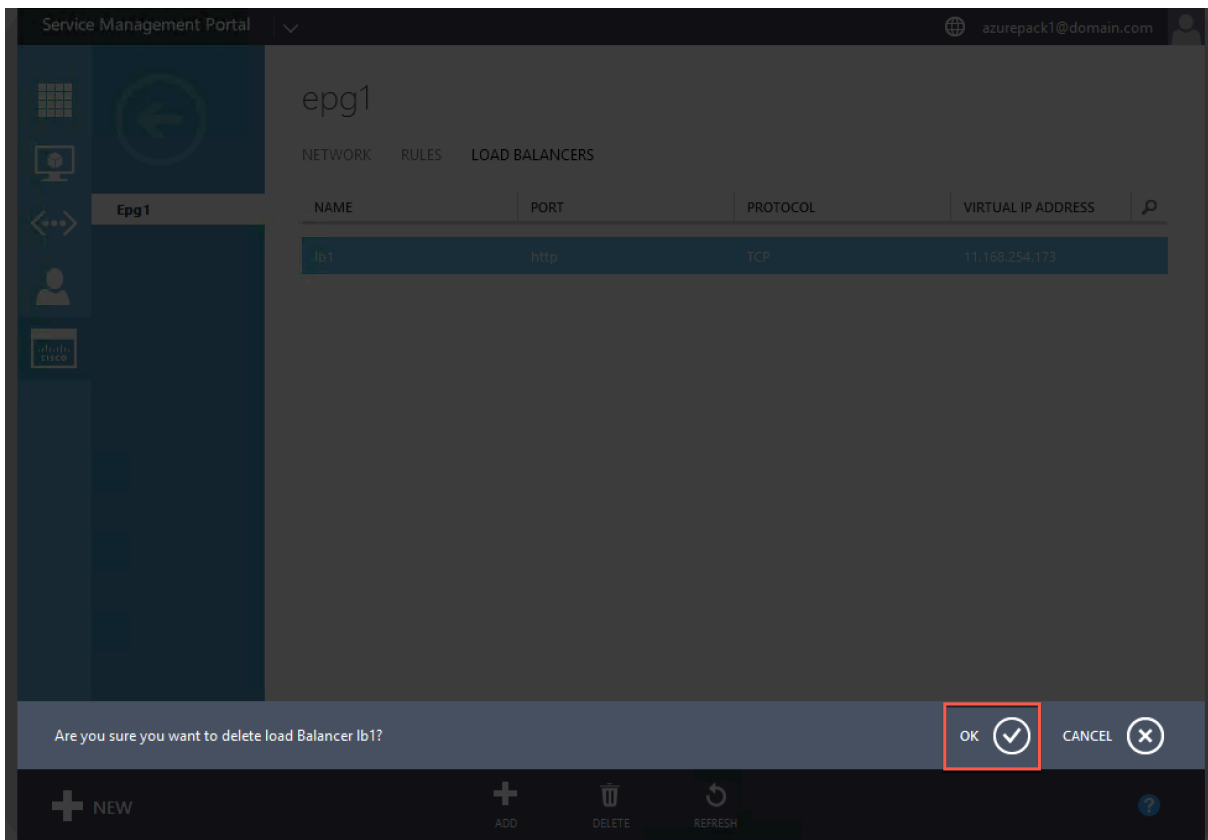 Service Management Portal azurepack1@domain.com
epg1
NETWORK RULES LOAD BALANCERS
Epg1
NAME PORT PROTOCOL VIRTUAL IP ADDRESS
lb1 http TCP 11.168.254.173
cisco
Are you sure you want to delete load Balancer lb1? OK CANCEL
NEW ADD DELETE REFRESH ?